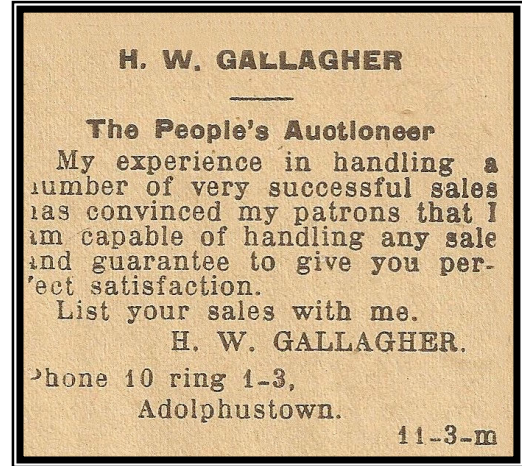 H. W. GALLAGHER
The People's Auctioneer
My experience in handling a
number of very successful sales
has convinced my patrons that I
am capable of handling any sale
and guarantee to give you per-
fect satisfaction.
List your sales with me.
H. W. GALLAGHER.
Phone 10 ring 1-3,
Adolphustown.
11-3-m